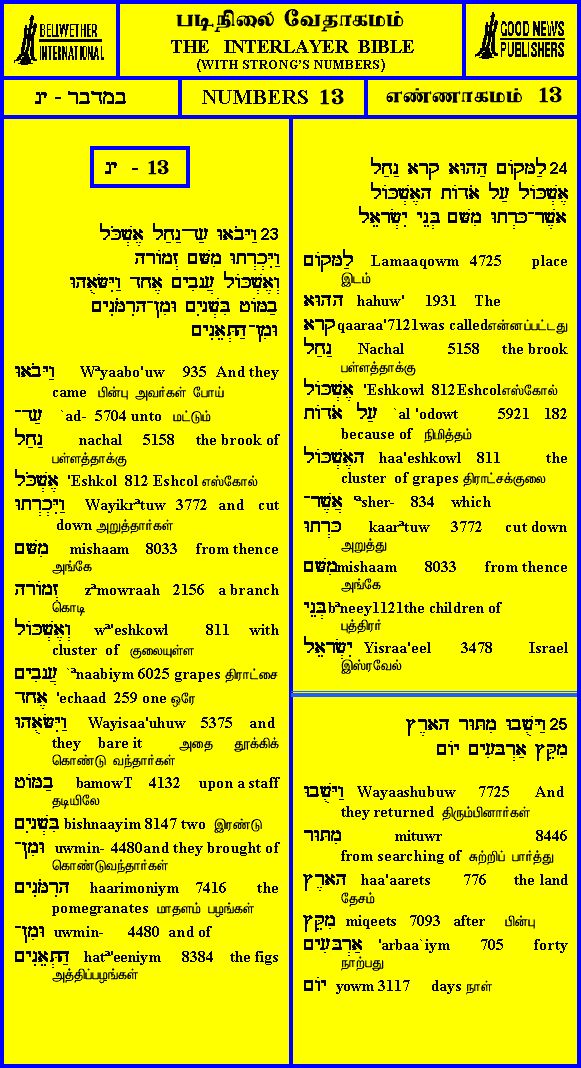 BELLWETHER
INTERNATIONAL
படிநிலை வேதாகமம்
THE INTERLAYER BIBLE
(WITH STRONG'S NUMBERS)
GOOD NEWS
PUBLISHERS
במדבר - יג
NUMBERS 13
எண்ணாகமம் 13
יג - 13
23 וַיָּבֹאוּ עַד־נַחַל אֶשְׁכֹּל
וַיִּכְרְתוּ מִשָּׁם זְמוֹרָה
וְאֶשְׁכּוֹל עֲנָבִים אֶחָד וַיִּשָּׂאֻהוּ
בַמּוֹט בִּשְׁנָיִם וּמִן־הָרִמֹּנִים
וּמִן־הַתְּאֵנִים
וַיָּבֹאוּ Wªyaabo'uw 935 And they
came பின்பு அவர்கள் போய்
עַד־ `ad- 5704 unto மட்டும்
נַחַל nachal 5158 the brook of
பள்ளத்தாக்கு
אֶשְׁכֹּל 'Eshkol 812 Eshcol எஸ்கோல்
וַיִּכְרְתוּ Wayikrªtuw 3772 and cut
down அறுத்தார்கள்
מִשָּׁם mishaam 8033 from thence
அங்கே
זְמוֹרָה zªmowraah 2156 a branch
கொடி
וְאֶשְׁכּוֹל wª'eshkowl 811 with
cluster of குலையுள்ள
עֲנָבִים `ªnaabiym 6025 grapes திராட்சை
אֶחָד 'echaad 259 one ஒரே
וַיִּשָּׂאֻהוּ Wayisaa'uhuw 5375 and
they bare it அதை தூக்கிக்
கொண்டு வந்தார்கள்
בַמּוֹט bamowT 4132 upon a staff
தடியிலே
בִּשְׁנָיִם bishnaayim 8147 two இரண்டு
וּמִן־ uwmin- 4480and they brought of
கொண்டுவந்தார்கள்
הָרִמֹּנִים haarimoniym 7416 the
pomegranates மாதளம் பழங்கள்
וּמִן־ uwmin- 4480 and of
הַתְּאֵנִים hatª'eeniym 8384 the figs
அத்திப்பழங்கள்
24 לַמָּקוֹם הַהוּא קָרָא נַחַל
אֶשְׁכּוֹל עַל אֹדוֹת הָאֶשְׁכּוֹל
אֲשֶׁר־כָּרְתוּ מִשָּׁם בְּנֵי יִשְׂרָאֵל
לַמָּקוֹם Lamaaqowm 4725 place
இடம்
הַהוּא hahuw' 1931 The
קָרָא qaaraa'7121was calledஎன்னப்பட்டது
נַחַל Nachal 5158 the brook
பள்ளத்தாக்கு
אֶשְׁכּוֹל 'Eshkowl 812Eshcolஎஸ்கோல்
עַל אֹדוֹת `al 'odowt 5921 182
because of நிமித்தம்
הָאֶשְׁכּוֹל haa'eshkowl 811 the
cluster of grapes திராட்சக்குலை
אֲשֶׁר־ ªsher- 834 which
כָּרְתוּ kaarªtuw 3772 cut down
அறுத்து
מִשָּׁם mishaam 8033 from thence
அங்கே
בְּנֵי bªneey1121the children of
புத்திரர்
יִשְׂרָאֵל Yisraa'eel 3478 Israel
இஸ்ரவேல்
25 וַיָּשֻׁבוּ מִתּוּר הָאָרֶץ
מִקֵּץ אַרְבָּעִים יוֹם
וַיָּשֻׁבוּ Wayaashubuw 7725 And
they returned திரும்பினார்கள்
מִתּוּר mituwr 8446
from searching of சுற்றிப் பார்த்து
הָאָרֶץ haa'aarets 776 the land
தேசம்
מִקֵּץ miqeets 7093 after பின்பு
אַרְבָּעִים 'arbaa`iym 705 forty
நாற்பது
יוֹם yowm 3117 days நாள்